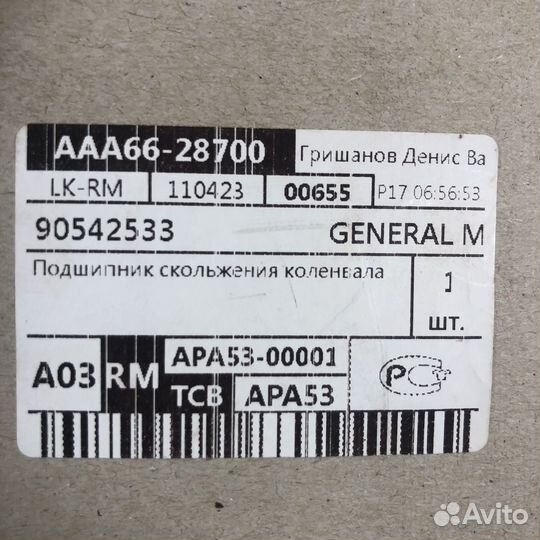 AAA66-28700 Гришанов Денис Ва
LK-RM 110423 00655 P17 06:56:53
90542533 GENERAL M
Подшипник скольжения коленвала 1
шт.
A03 RM APA53-00001
TCB APA53
Avito